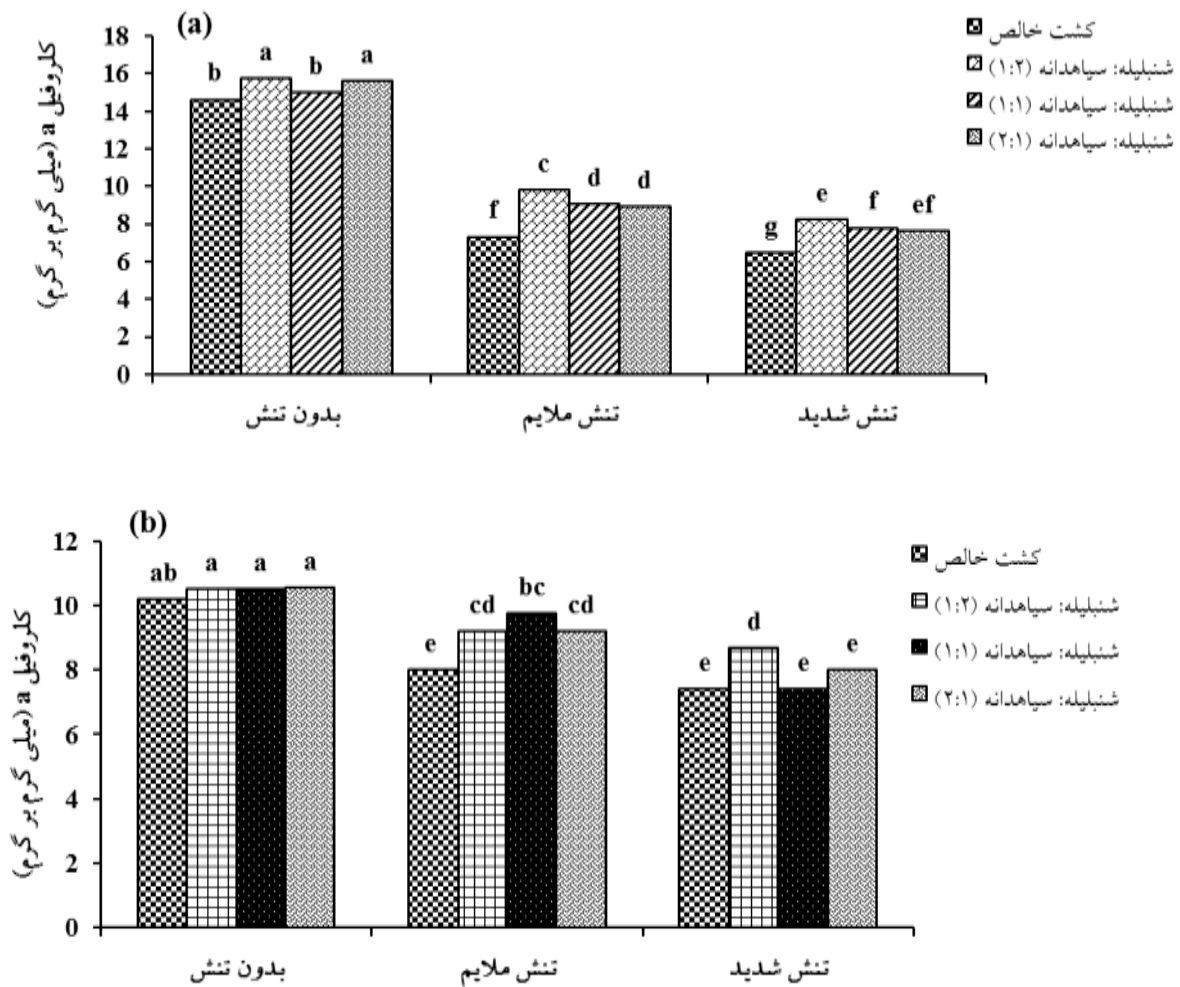 (a)
کلروفیل a (میلی گرم بر گرم)
18
16
14
12
10
8
6
4
2
0
b a b a
f c d d
g e f ef
بدون تنش تنش ملایم تنش شدید
کشت خالص
شنبلیله: سیاهدانه (۱:۲)
شنبلیله: سیاهدانه (۱:۱)
شنبلیله: سیاهدانه (۲:۱)
(b)
کلروفیل a (میلی گرم بر گرم)
12
10
8
6
4
2
0
ab a a a
e cd bc cd
e d e e
بدون تنش تنش ملایم تنش شدید
کشت خالص
شنبلیله: سیاهدانه (۱:۲)
شنبلیله: سیاهدانه (۱:۱)
شنبلیله: سیاهدانه (۲:۱)